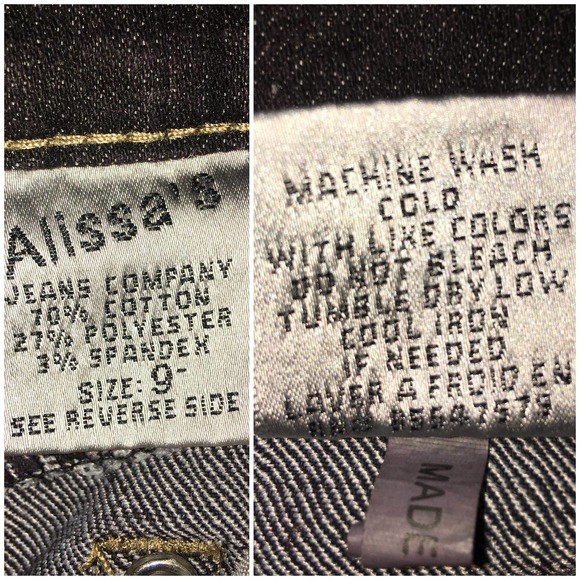 Alissa's
JEANS COMPANY
70% COTTON
27% POLYESTER
3% SPANDEX
SIZE: 9
SEE REVERSE SIDE
MACHINE WASH
COLD
WITH LIKE COLORS
DO NOT BLEACH
TUMBLE DRY LOW
COOL IRON
IF NEEDED
LAVER A FROID EN
MADE